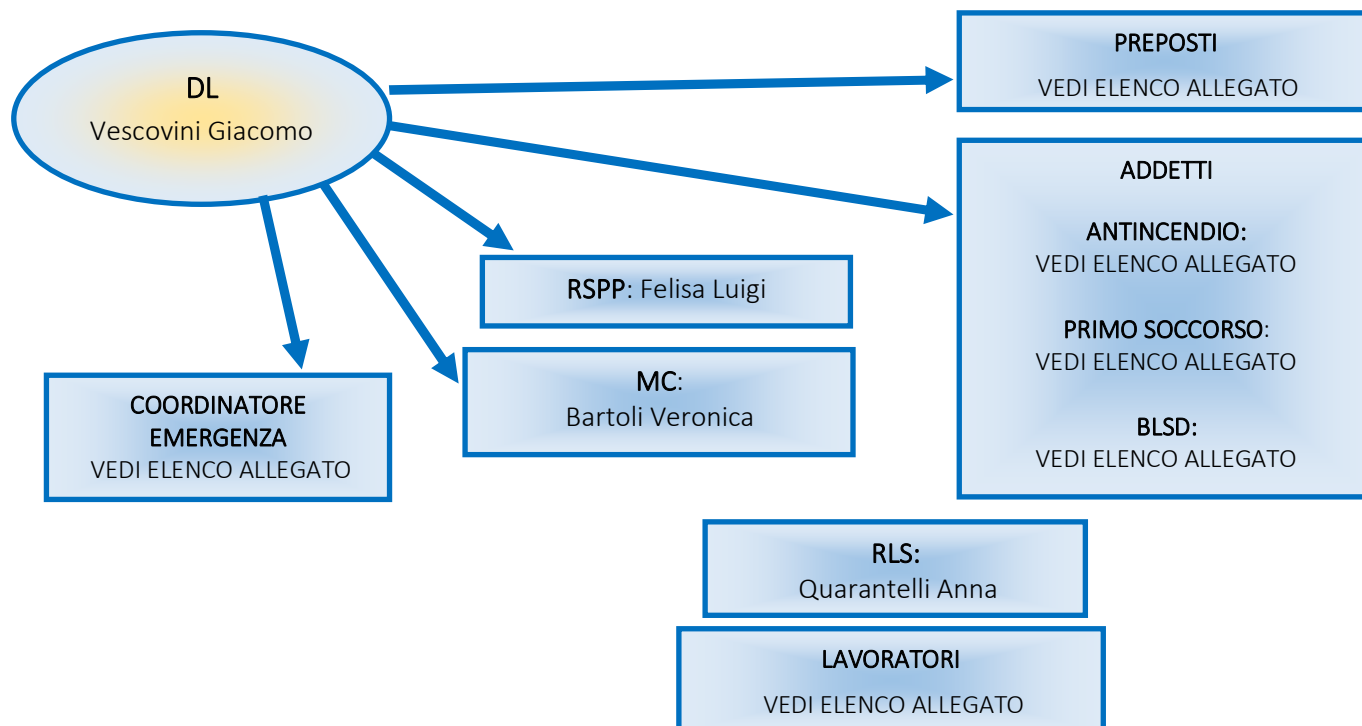 DL
Vescovini Giacomo
PREPOSTI
VEDI ELENCO ALLEGATO
ADDETTI
ANTINCENDIO:
VEDI ELENCO ALLEGATO
PRIMO SOCCORSO:
VEDI ELENCO ALLEGATO
BLSD:
VEDI ELENCO ALLEGATO
RSPP: Felisa Luigi
MC:
Bartoli Veronica
COORDINATORE
EMERGENZA
VEDI ELENCO ALLEGATO
RLS:
Quarantelli Anna
LAVORATORI
VEDI ELENCO ALLEGATO